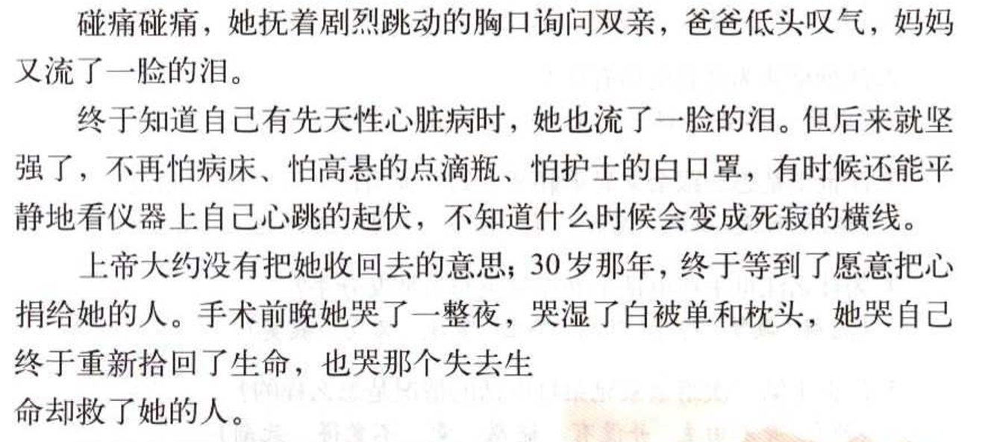 碰痛碰痛，她抚着剧烈跳动的胸口询问双亲，爸爸低头叹气，妈妈
又流了一脸的泪。
终于知道自己有先天性心脏病时，她也流了一脸的泪。但后来就坚
强了，不再怕病床、怕高悬的点滴瓶、怕护士的白口罩，有时候还能平
静地看仪器上自己心跳的起伏，不知道什么时候会变成死寂的横线。
上帝大约没有把她收回去的意思；30岁那年，终于等到了愿意把心
捐给她的人。手术前晚她哭了一整夜，哭湿了白被单和枕头，她哭自己
终于重新拾回了生命，也哭那个失去生
命却救了她的人。